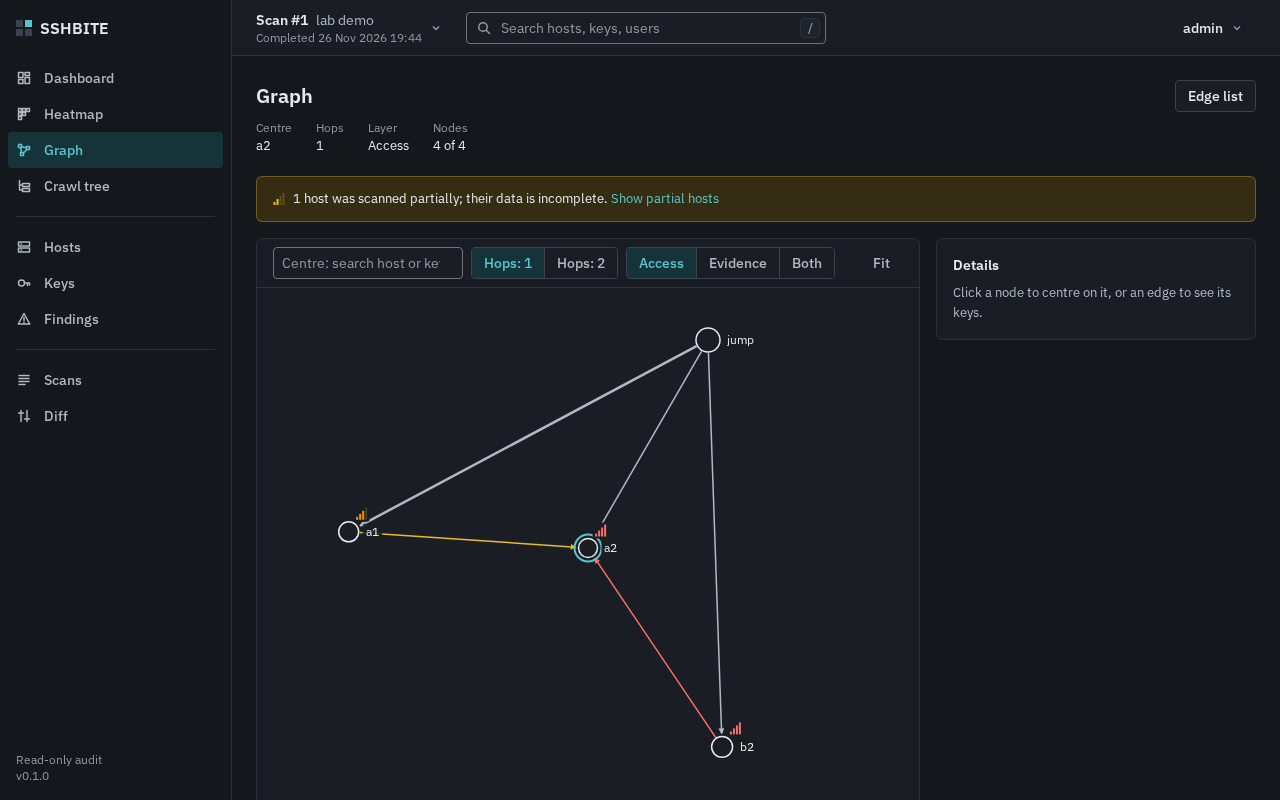 SSHBITE
Scan #1 lab demo
Completed 26 Nov 2026 19:44
Search hosts, keys, users
/
admin
Dashboard
Heatmap
Graph
Crawl tree
Hosts
Keys
Findings
Scans
Diff
Read-only audit
v0.1.0
Graph
Edge list
Centre Hops Layer Nodes
a2 1 Access 4 of 4
1 host was scanned partially; their data is incomplete. Show partial hosts
Centre: search host or ke
Hops: 1 Hops: 2
Access Evidence Both
Fit
jump
a1
a2
b2
Details
Click a node to centre on it, or an edge to see its
keys.